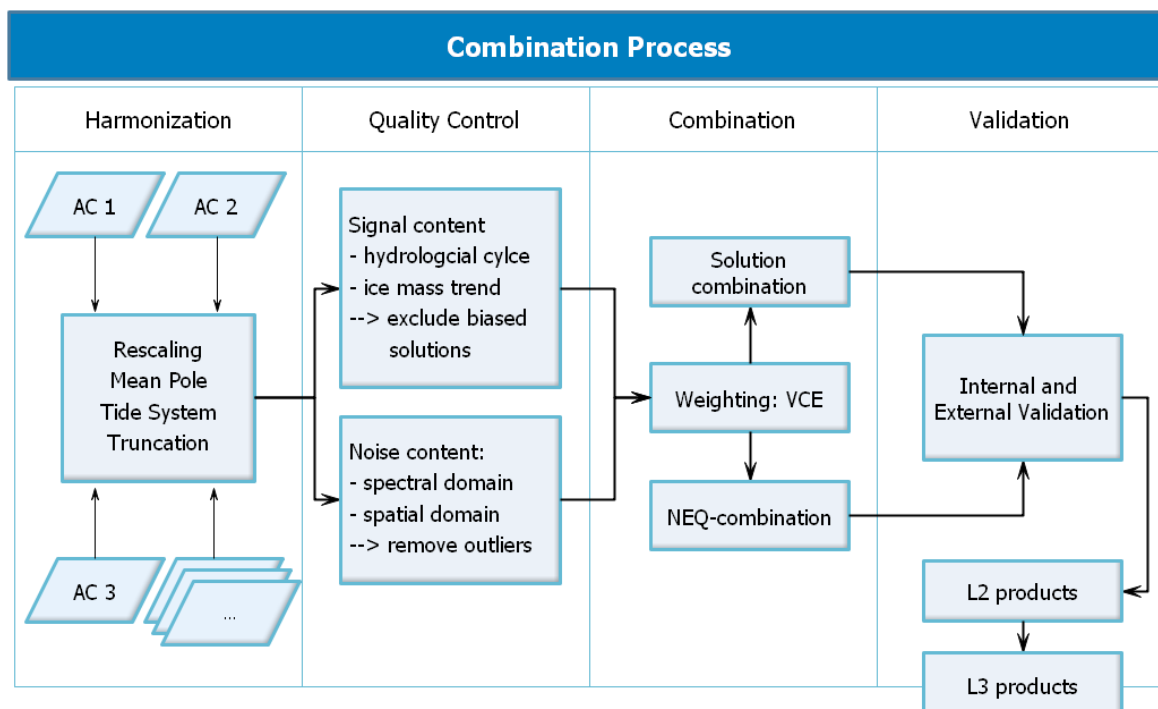 Combination Process
Harmonization
Quality Control
Combination
Validation
AC 1
AC 2
Rescaling
Mean Pole
Tide System
Truncation
AC 3
...
Signal content
- hydrologcial cylce
- ice mass trend
--> exclude biased
solutions
Noise content:
- spectral domain
- spatial domain
--> remove outliers
Solution
combination
Weighting: VCE
NEQ-combination
Internal and
External Validation
L2 products
L3 products